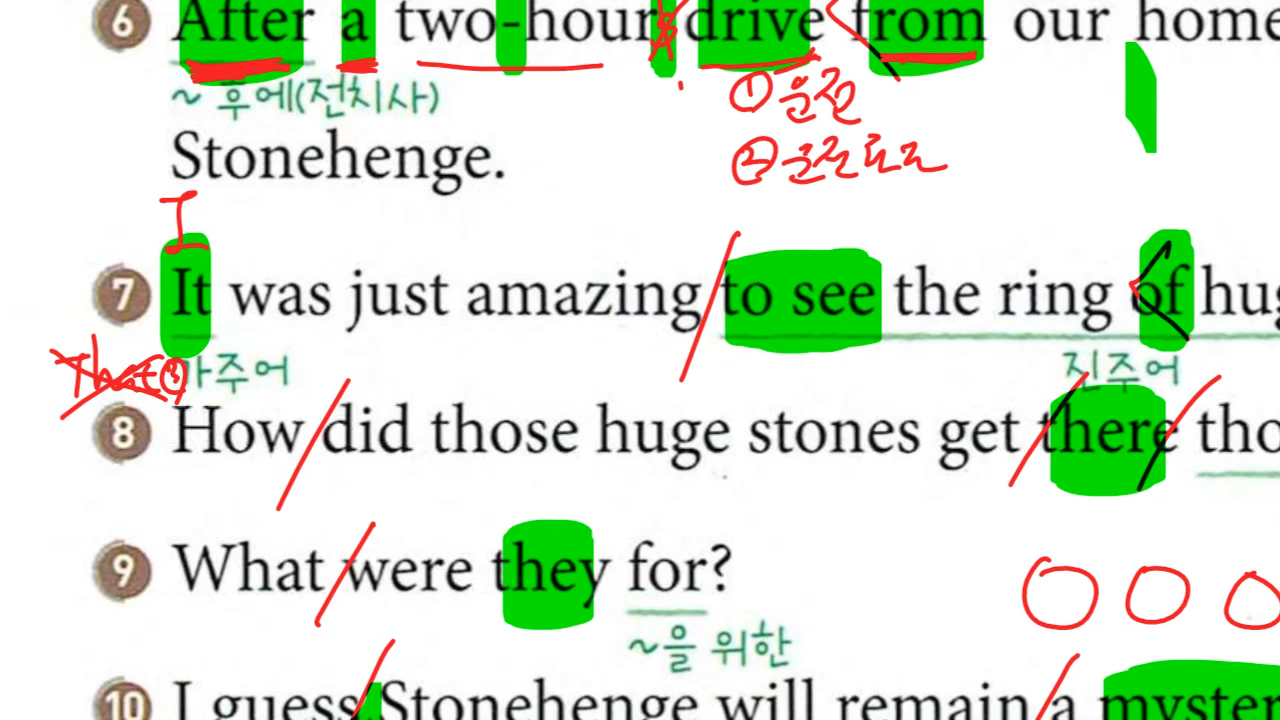 6 After a two-hour drive from our home
~ 후에(전치사)
① 운전
② 운전
Stonehenge.
I
7 It was just amazing to see the ring of hug
가주어 진주어
8 How did those huge stones get there tho
9 What were they for?
~을 위한
10 I guess Stonehenge will remain a myster